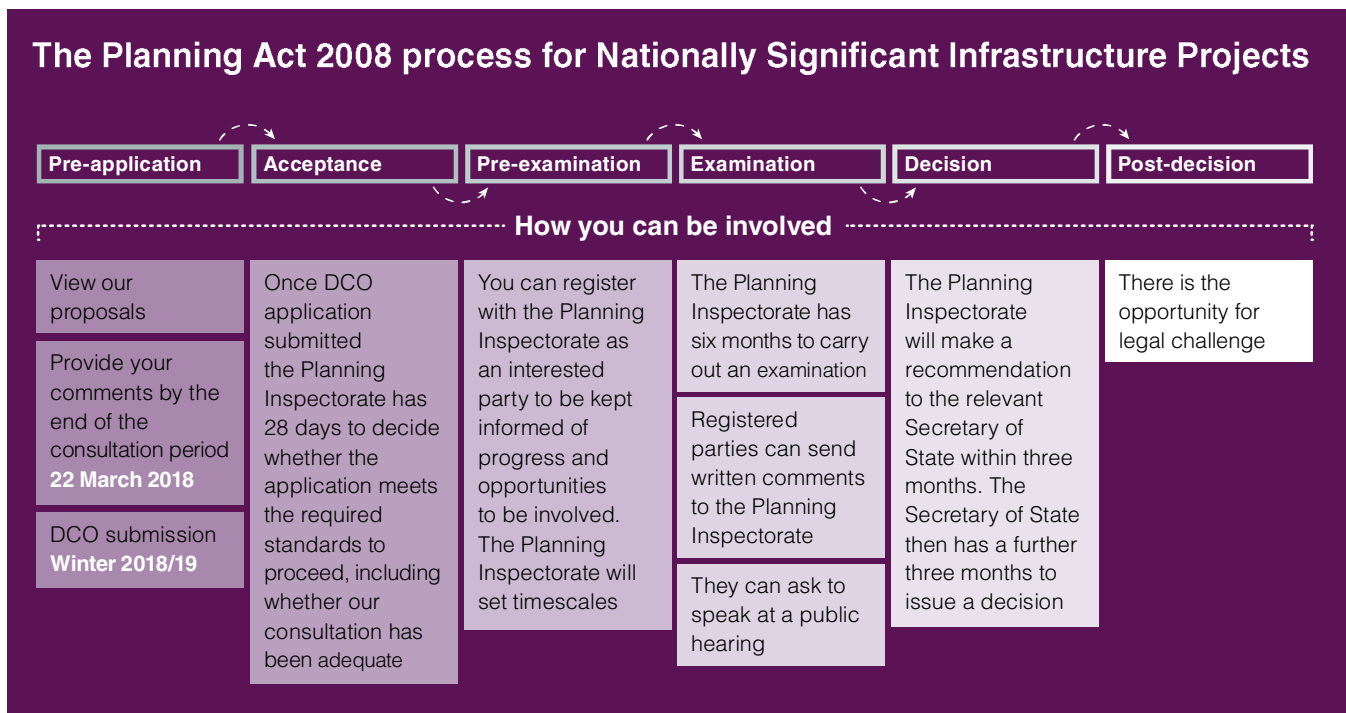 The Planning Act 2008 process for Nationally Significant Infrastructure Projects
Pre-application
Acceptance
Pre-examination
Examination
Decision
Post-decision
How you can be involved
View our
proposals
Provide your
comments by the
end of the
consultation period
22 March 2018
DCO submission
Winter 2018/19
Once DCO
application
submitted
the Planning
Inspectorate has
28 days to decide
whether the
application meets
the required
standards to
proceed, including
whether our
consultation has
been adequate
You can register
with the Planning
Inspectorate as
an interested
party to be kept
informed of
progress and
opportunities
to be involved.
The Planning
Inspectorate will
set timescales
The Planning
Inspectorate has
six months to carry
out an examination
Registered
parties can send
written comments
to the Planning
Inspectorate
They can ask to
speak at a public
hearing
The Planning
Inspectorate
will make a
recommendation
to the relevant
Secretary of
State within three
months. The
Secretary of State
then has a further
three months to
issue a decision
There is the
opportunity for
legal challenge